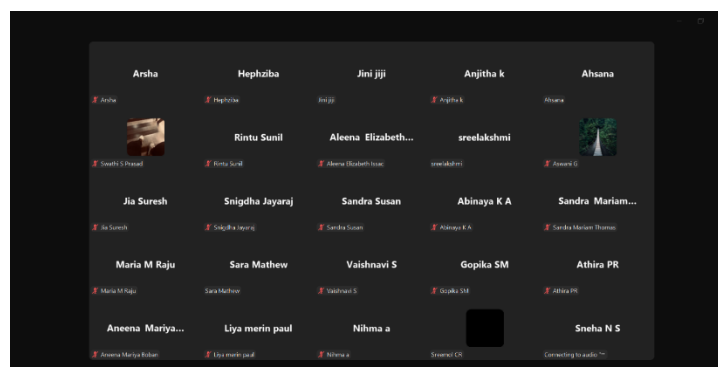 Arsha
Hephziba
Jini jiji
Anjitha k
Ahsana
Arsha
Hephziba
Jini jiji
Anjitha k
Ahsana
Rintu Sunil
Aleena Elizabeth...
sreelakshmi
Swathi S Prasad
Rintu Sunil
Aleena Elizabeth Issac
sreelakshmi
Aswani G
Jia Suresh
Snigdha Jayaraj
Sandra Susan
Abinaya K A
Sandra Mariam...
Jia Suresh
Snigdha Jayaraj
Sandra Susan
Abinaya K A
Sandra Mariam Thomas
Maria M Raju
Sara Mathew
Vaishnavi S
Gopika SM
Athira PR
Maria M Raju
Sara Mathew
Vaishnavi S
Gopika SM
Athira PR
Aneena Mariya...
Liya merin paul
Nihma a
Sneha N S
Aneena Mariya Boban
Liya merin paul
Nihma a
Sreemol CR
Connecting to audio